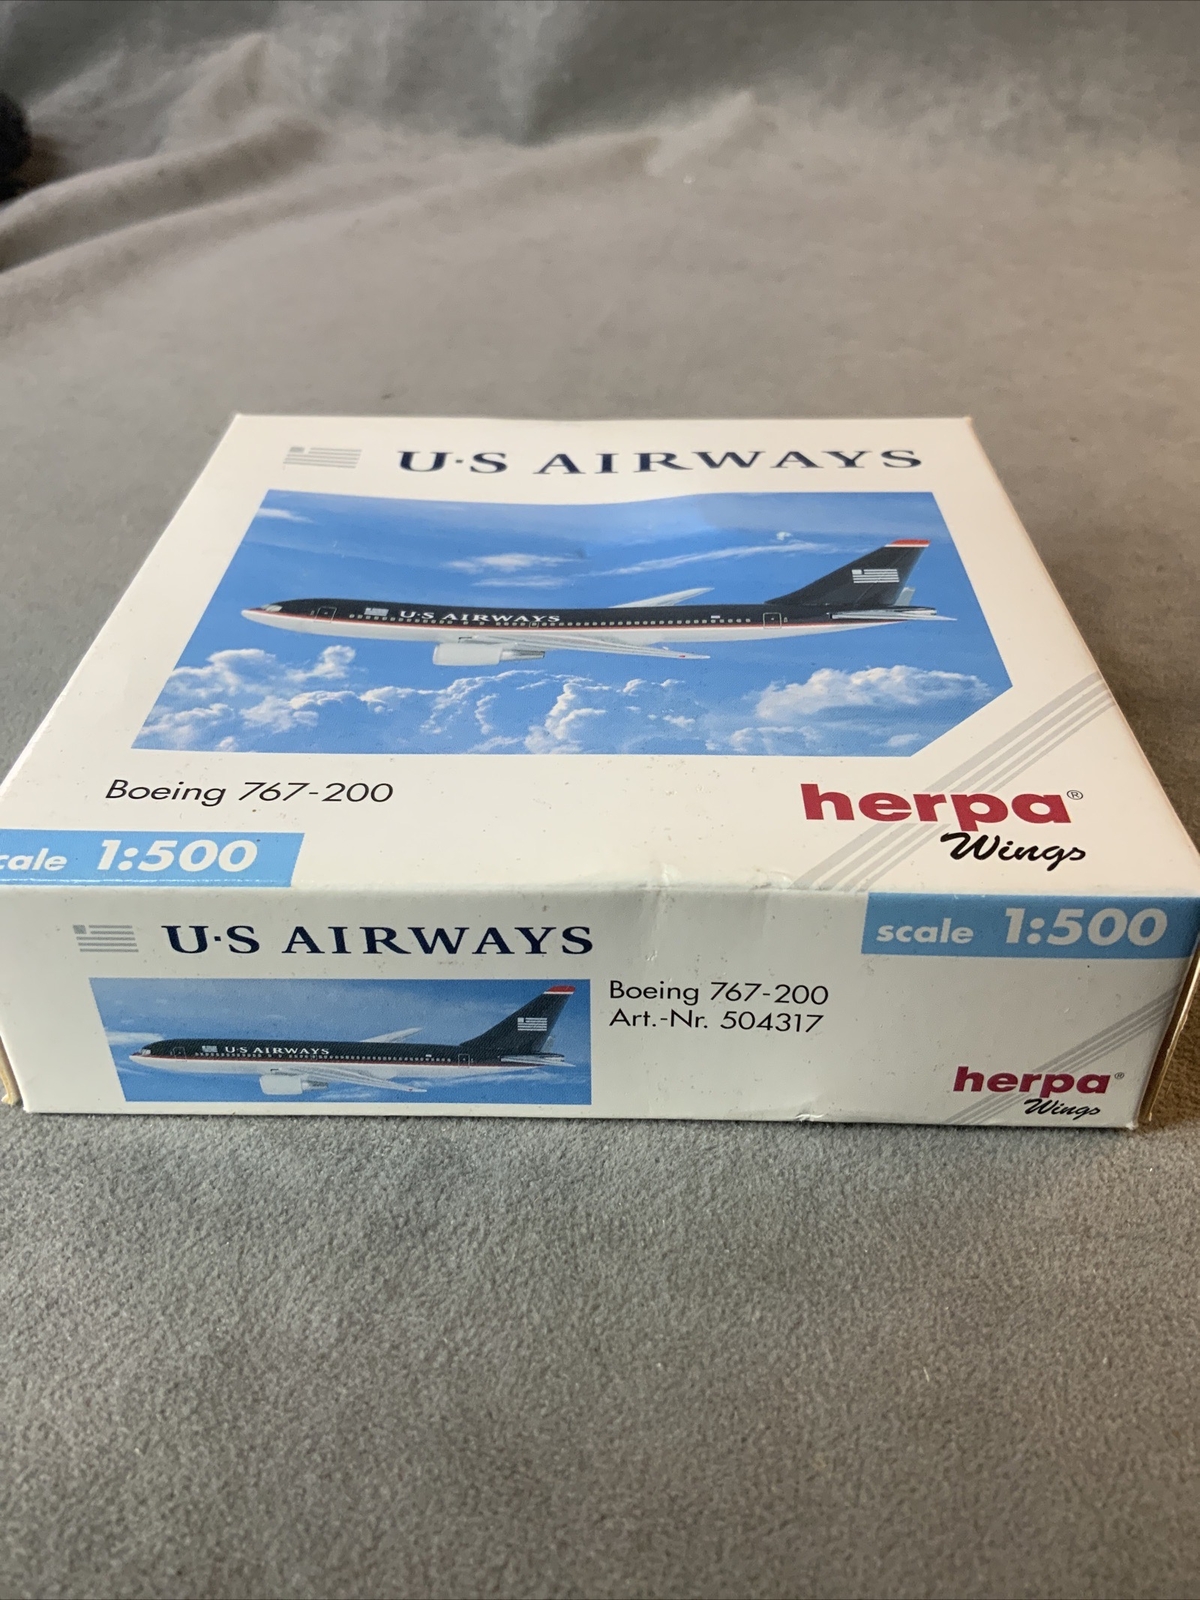 U·S AIRWAYS
U·S AIRWAYS
Boeing 767-200
herpa®
Wings
cale 1:500
scale 1:500
U·S AIRWAYS
U·S AIRWAYS
Boeing 767-200
Art.-Nr. 504317
herpa®
Wings